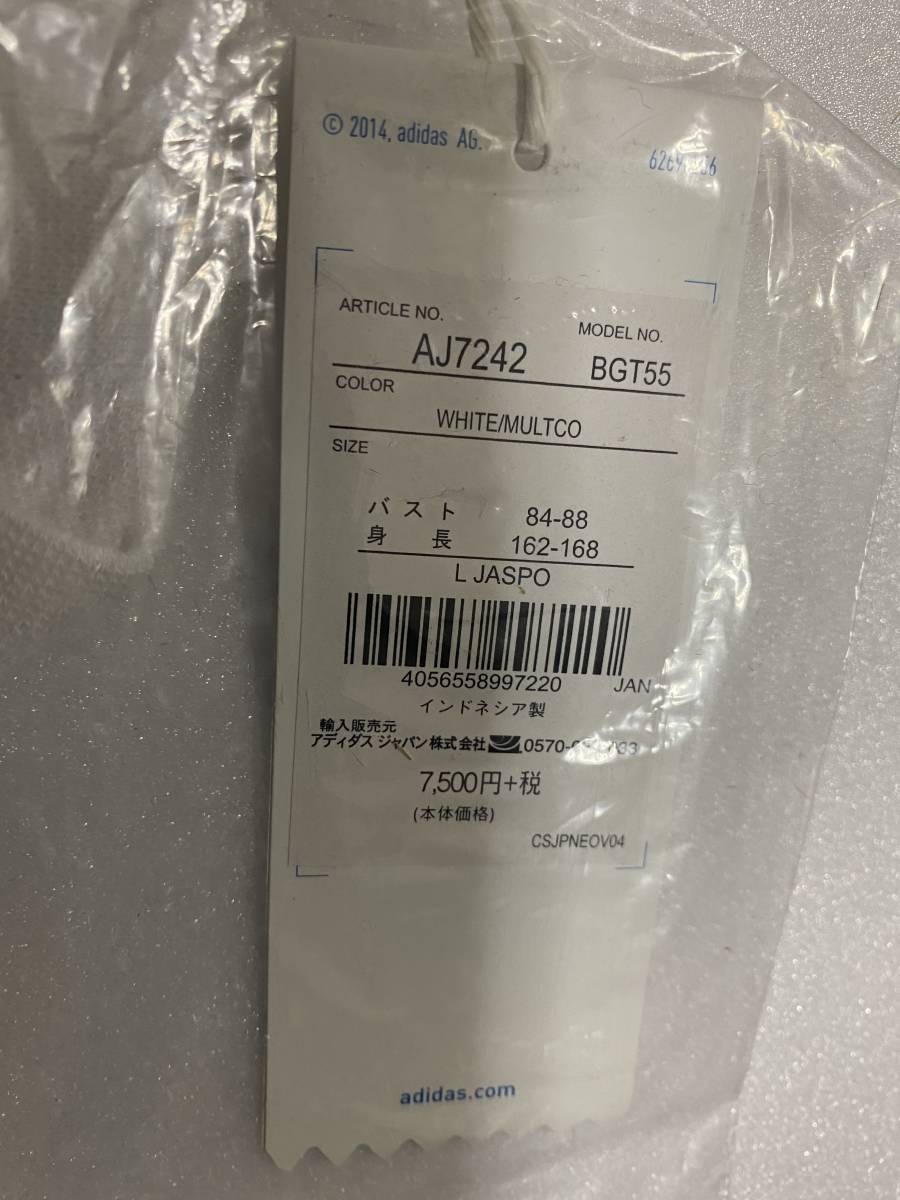 © 2014, adidas AG.
ARTICLE NO.
MODEL NO.
AJ7242
BGT55
COLOR
WHITE/MULTCO
SIZE
バスト 84-88
身長 162-168
L JASPO
4056558997220 JAN
インドネシア製
輸入販売元
アディダス ジャパン株式会社
7,500円+税
(本体価格)
CSJPNEOV04
adidas.com